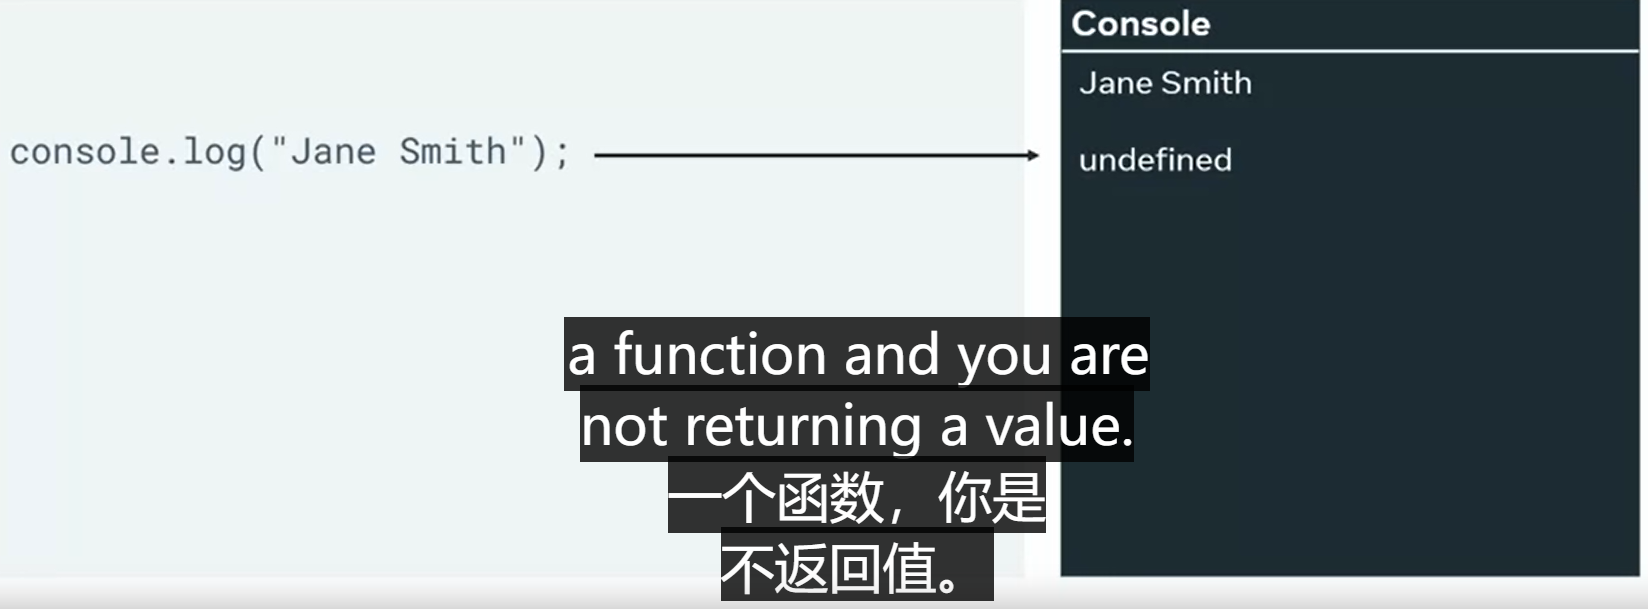 Console
Jane Smith
console.log("Jane Smith");
undefined
a function and you are
not returning a value.
一个函数，你是
不返回值。